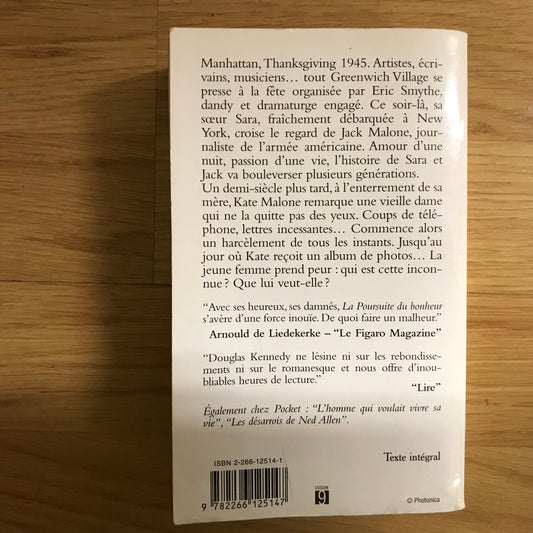 Manhattan, Thanksgiving 1945. Artistes, écri-
vains, musiciens… tout Greenwich Village se
presse à la fête organisée par Eric Smythe,
dandy et dramaturge engagé. Ce soir-là, sa
sœur Sara, fraîchement débarquée à New
York, croise le regard de Jack Malone, jour-
naliste de l'armée américaine. Amour d'une
nuit, passion d'une vie, l'histoire de Sara et
Jack va bouleverser plusieurs générations.
Un demi-siècle plus tard, à l'enterrement de sa
mère, Kate Malone remarque une vieille dame
qui ne la quitte pas des yeux. Coups de télé-
phone, lettres incessantes… Commence alors
un harcèlement de tous les instants. Jusqu'au
jour où Kate reçoit un album de photos… La
jeune femme prend peur : qui est cette incon-
nue ? Que lui veut-elle ?
“Avec ses heureux, ses damnés, La Poursuite du bonheur
s'avère d'une force inouïe. De quoi faire un malheur.”
Arnould de Liedekerke – “Le Figaro Magazine”
“Douglas Kennedy ne lésine ni sur les rebondisse-
ments ni sur le romanesque et nous offre d'inou-
bliables heures de lecture.”
“Lire”
Également chez Pocket : “L'homme qui voulait vivre sa
vie”, “Les désarrois de Ned Allen”.
Texte intégral
ISBN 2-266-12514-1
9 782266 125147
CATÉGORIE
9
© Photonica